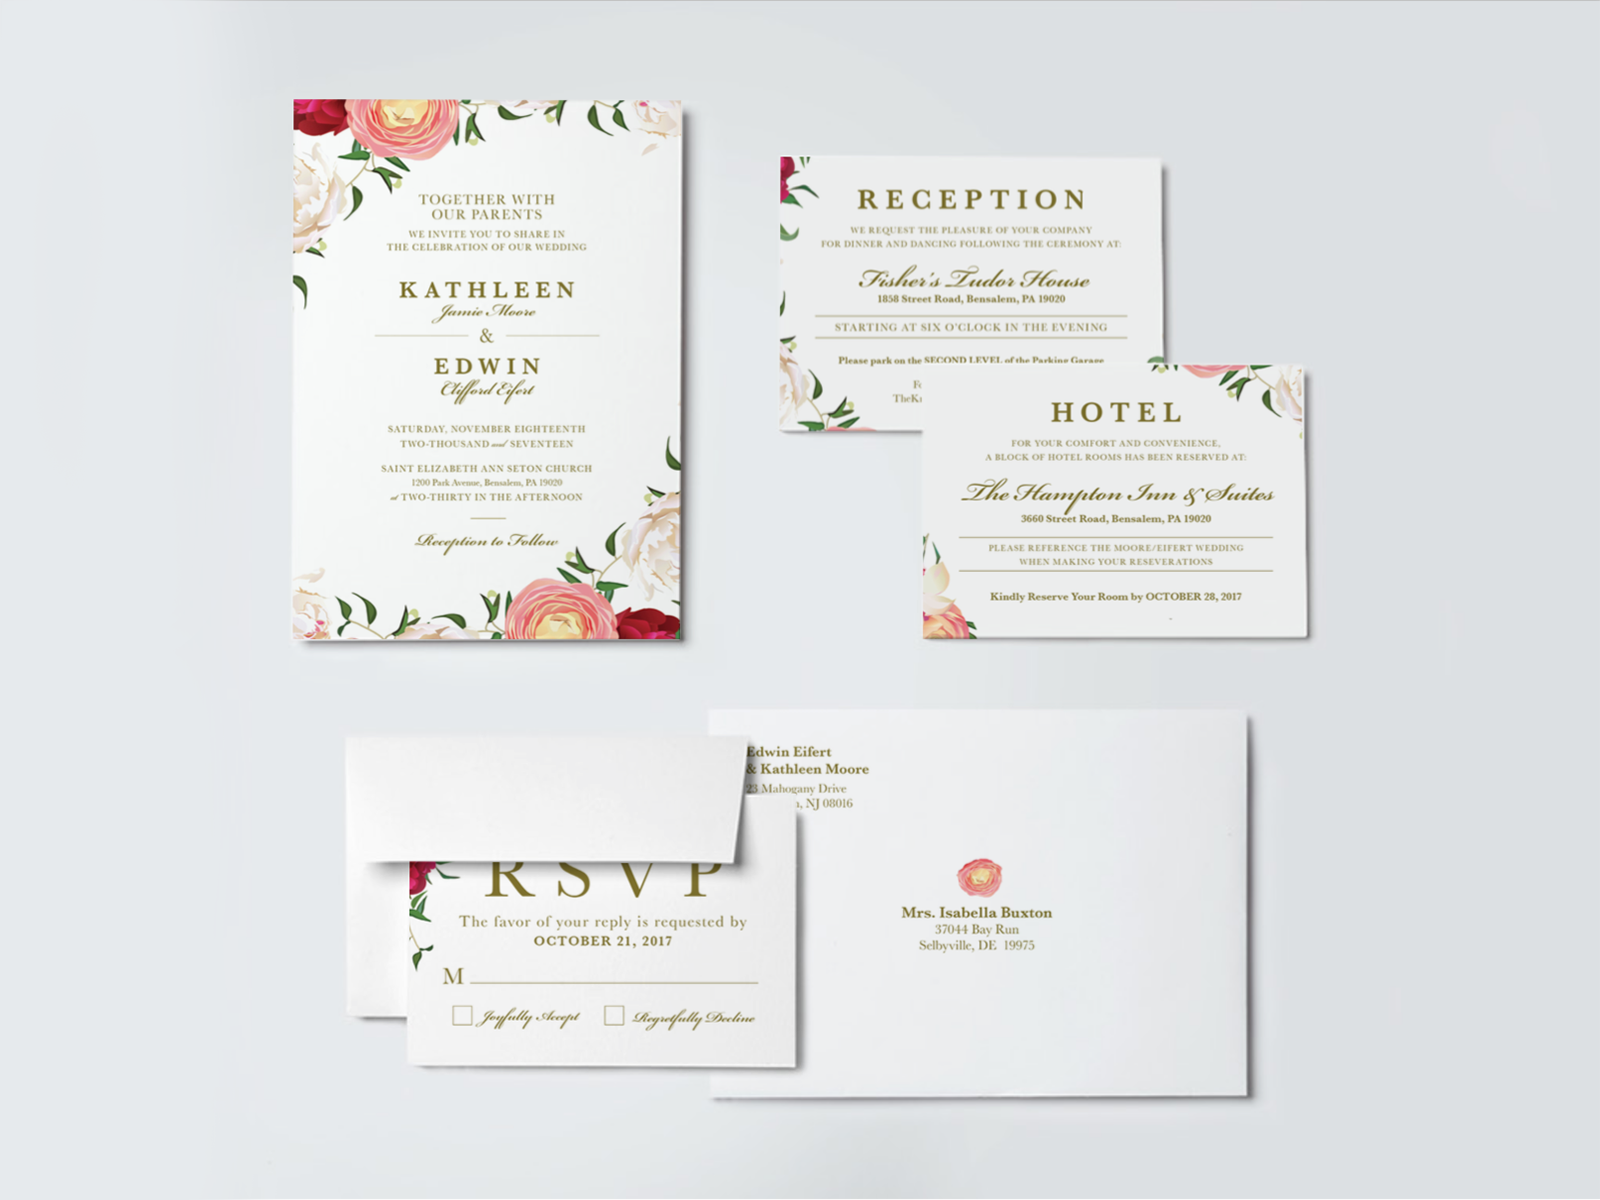 TOGETHER WITH
OUR PARENTS
WE INVITE YOU TO SHARE IN
THE CELEBRATION OF OUR WEDDING
KATHLEEN
Jamie Moore
&
EDWIN
Clifford Eifert
SATURDAY, NOVEMBER EIGHTEENTH
TWO-THOUSAND and SEVENTEEN
SAINT ELIZABETH ANN SETON CHURCH
1200 Park Avenue, Bensalem, PA 19020
at TWO-THIRTY IN THE AFTERNOON
Reception to Follow
RECEPTION
WE REQUEST THE PLEASURE OF YOUR COMPANY
FOR DINNER AND DANCING FOLLOWING THE CEREMONY AT:
Fisher's Tudor House
1858 Street Road, Bensalem, PA 19020
STARTING AT SIX O'CLOCK IN THE EVENING
Please park on the SECOND LEVEL of the Parking Garage
HOTEL
FOR YOUR COMFORT AND CONVENIENCE,
A BLOCK OF HOTEL ROOMS HAS BEEN RESERVED AT:
The Hampton Inn & Suites
3660 Street Road, Bensalem, PA 19020
PLEASE REFERENCE THE MOORE/EIFERT WEDDING
WHEN MAKING YOUR RESEVERATIONS
Kindly Reserve Your Room by OCTOBER 28, 2017
RSVP
The favor of your reply is requested by
OCTOBER 21, 2017
M
Joyfully Accept
Regretfully Decline
Edwin Eifert
& Kathleen Moore
23 Mahogany Drive
NJ 08016
Mrs. Isabella Buxton
37044 Bay Run
Selbyville, DE 19975